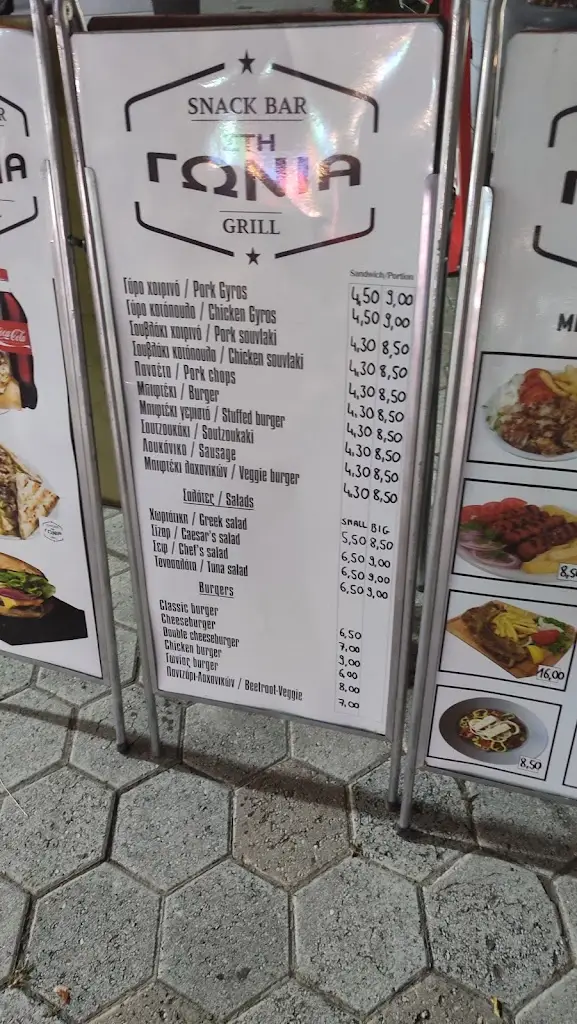 SNACK BAR
ΣΤΗ
ΓΩΝΙΑ
GRILL
Sandwich/Portion
Γύρο χοιρινό / Pork Gyros 4,50 9,00
Γύρο κοτόπουλο / Chicken Gyros 4,50 9,00
Σουβλάκι χοιρινό / Pork souvlaki 4,30 8,50
Σουβλάκι κοτόπουλο / Chicken souvlaki 4,30 8,50
Πανσέτα / Pork chops 4,30 8,50
Μπιφτέκι / Burger 4,30 8,50
Μπιφτέκι γεμιστό / Stuffed burger 4,30 8,50
Σουτζουκάκι / Soutzoukaki 4,30 8,50
Λουκάνικο / Sausage 4,30 8,50
Μπιφτέκι λαχανικών / Veggie burger 4,30 8,50
Σαλάτες / Salads SMALL BIG
Χωριάτικη / Greek salad 5,50 8,50
Σίζαρ / Caesar's salad 6,50 9,00
Σεφ / Chef's salad 6,50 9,00
Τονοσαλάτα / Tuna salad 6,50 9,00
Burgers
Classic burger 6,50
Cheeseburger 7,00
Double cheeseburger 9,00
Chicken burger 6,00
Γωνίας burger 8,00
Παντζάρι-Λαχανικών / Beetroot-Veggie 7,00
Coca-Cola
8,50
16,00
8,50